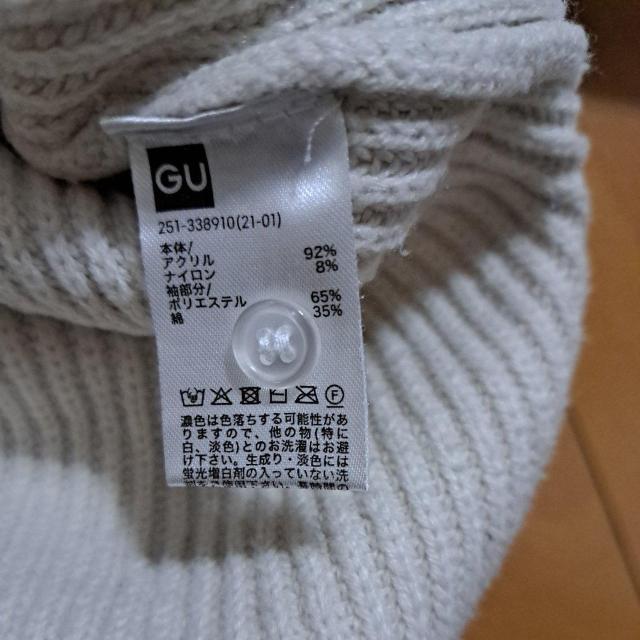 GU
251-338910(21-01)
本体/
アクリル 92%
ナイロン 8%
袖部分/
ポリエステル 65%
綿 35%
F
濃色は色落ちする可能性があ
りますので、他の物(特に
白、淡色)とのお洗濯はお避
け下さい。生成り、淡色には
蛍光増白剤の入っていない洗